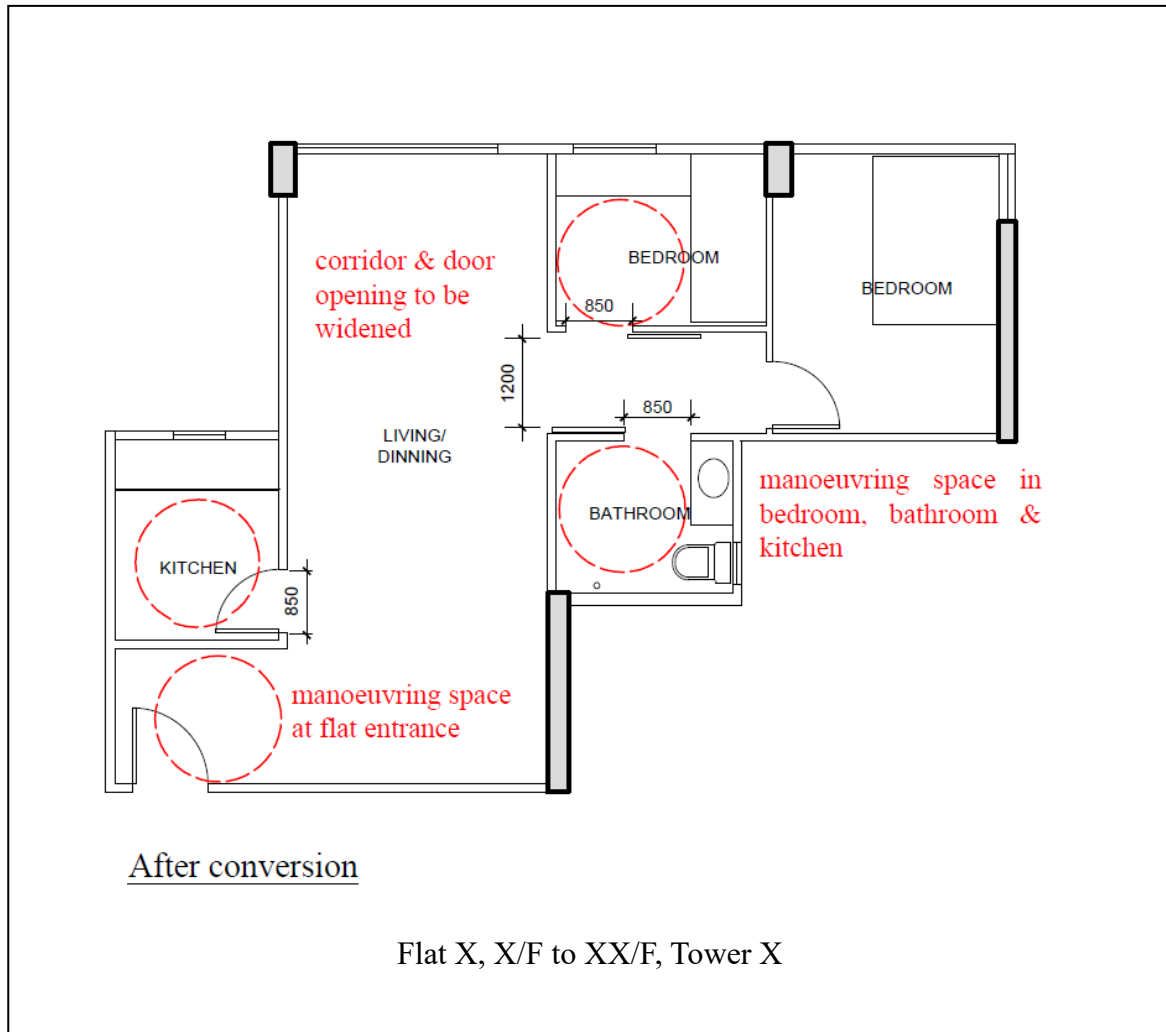 corridor & door
opening to be
widened
BEDROOM
850
BEDROOM
1200
850
LIVING/
DINNING
BATHROOM
manoeuvring space in
bedroom, bathroom &
kitchen
KITCHEN
850
manoeuvring space
at flat entrance
After conversion
Flat X, X/F to XX/F, Tower X